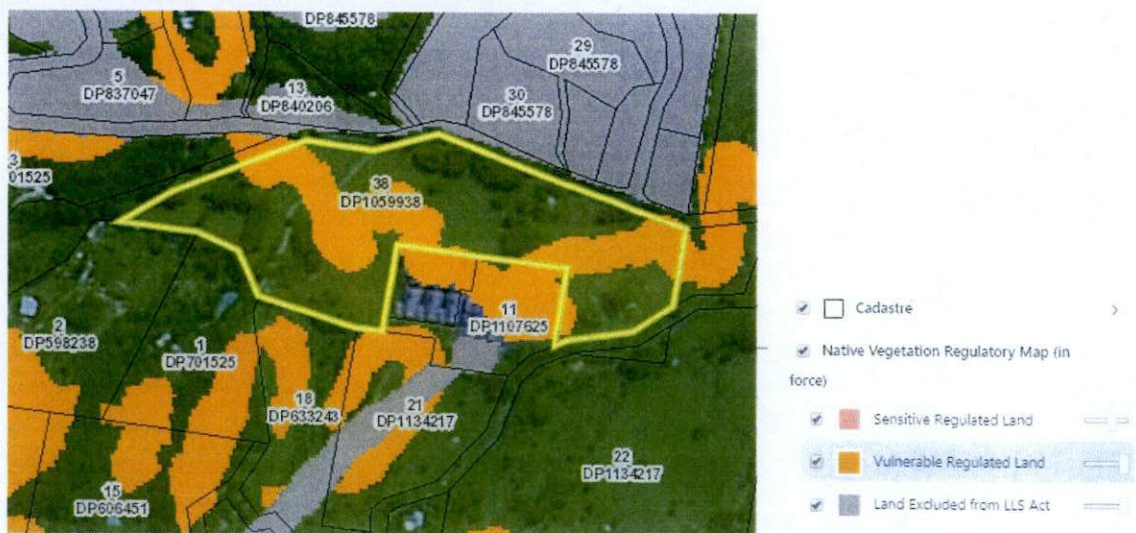 DP845578
29
DP845578
5
DP837047
13
DP840206
30
DP845578
3
01525
38
DP1059938
11
DP1107625
2
DP598238
1
DP701525
18
DP633243
21
DP1134217
22
DP1134217
15
DP606451
Cadastre
Native Vegetation Regulatory Map (in
force)
Sensitive Regulated Land
Vulnerable Regulated Land
Land Excluded from LLS Act